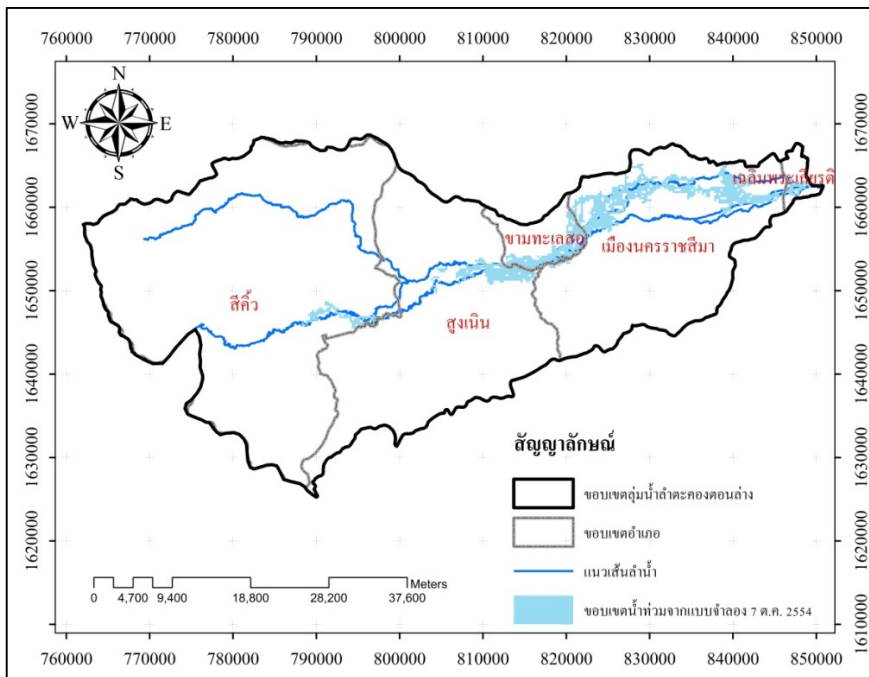 760000 770000 780000 790000 800000 810000 820000 830000 840000 850000
N
W E
S
1670000 1670000
1660000 1660000
1650000 1650000
1640000 1640000
1630000 1630000
1620000 1620000
1610000 1610000
เฉลิมพระเกียรติ
ขามทะเลสอ
เมืองนครราชสีมา
สีคิ้ว
สูงเนิน
สัญญาลักษณ์
ขอบเขตลุ่มน้ำลำตะคองตอนล่าง
ขอบเขตอำเภอ
แนวเส้นลำน้ำ
ขอบเขตน้ำท่วมจากแบบจำลอง 7 ต.ค. 2554
Meters
0 4,700 9,400 18,800 28,200 37,600
760000 770000 780000 790000 800000 810000 820000 830000 840000 850000